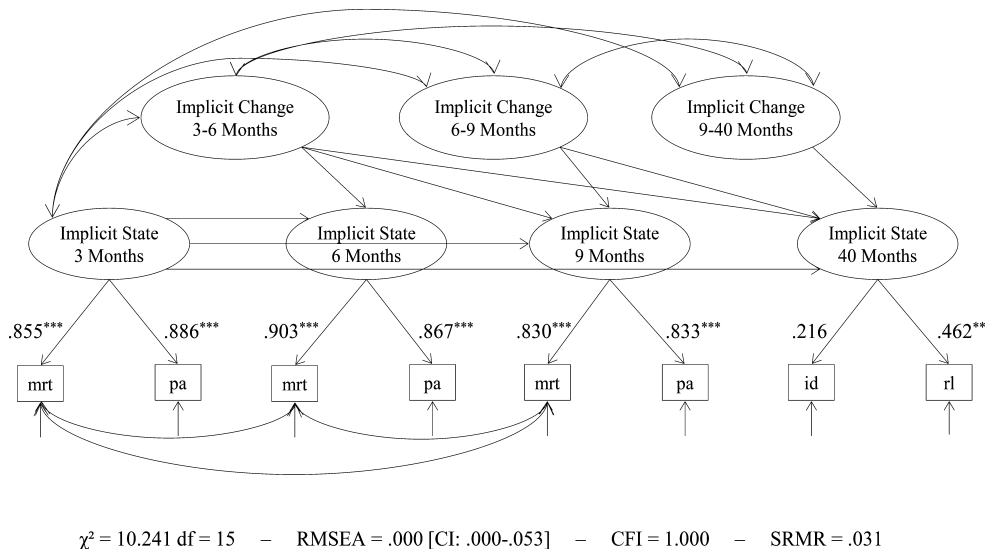 Implicit Change
3-6 Months
Implicit Change
6-9 Months
Implicit Change
9-40 Months
Implicit State
3 Months
Implicit State
6 Months
Implicit State
9 Months
Implicit State
40 Months
.855***
.886***
.903***
.867***
.830***
.833***
.216
.462**
mrt
pa
mrt
pa
mrt
pa
id
rl
χ² = 10.241 df = 15 – RMSEA = .000 [CI: .000-.053] – CFI = 1.000 – SRMR = .031